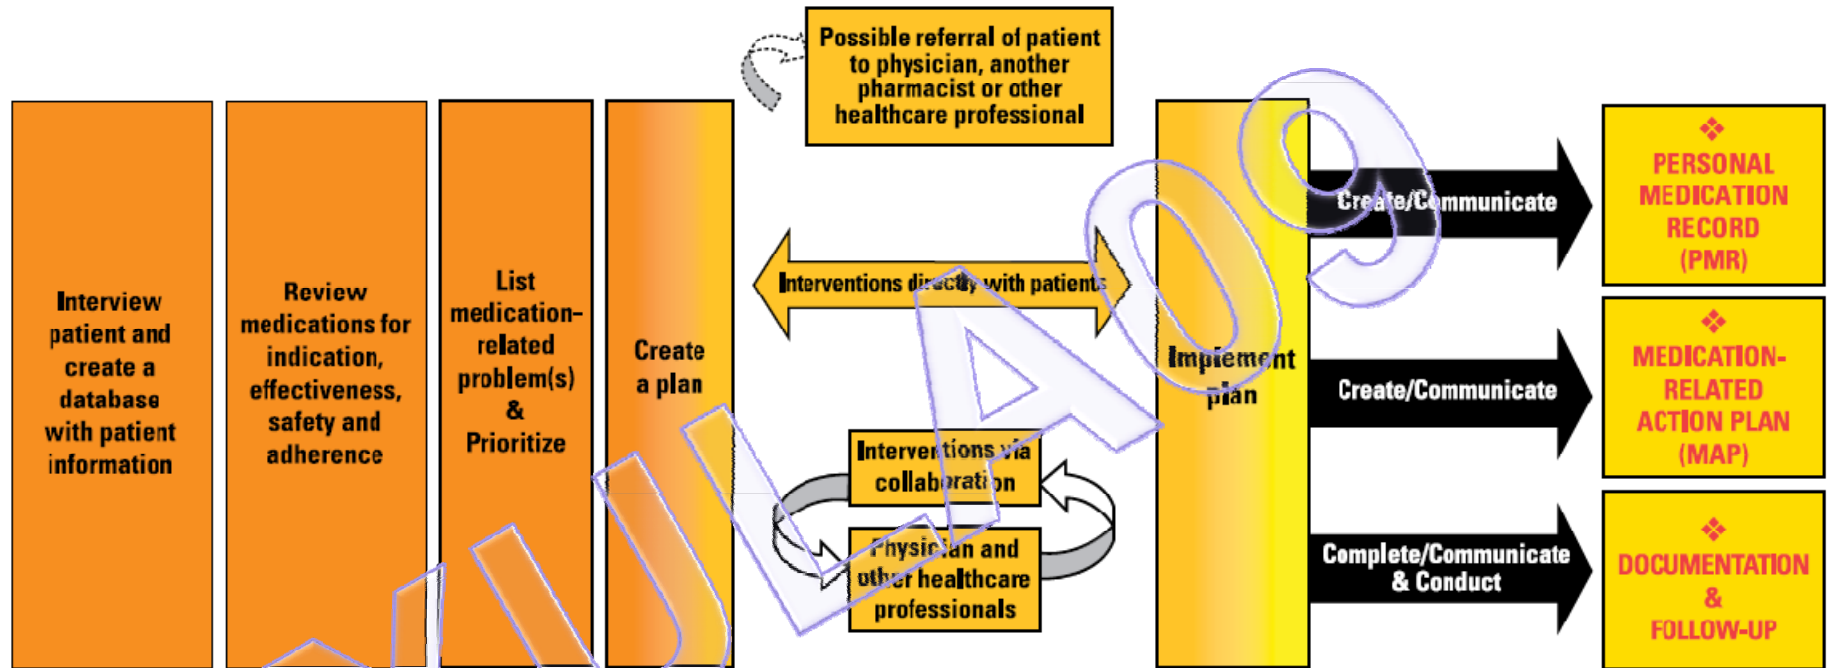 Interview
patient and
create a
database
with patient
information
Review
medications for
indication,
effectiveness,
safety and
adherence
List
medication-
related
problem(s)
&
Prioritize
Create
a plan
Possible referral of patient
to physician, another
pharmacist or other
healthcare professional
Interventions directly with patients
Interventions via
collaboration
Physician and
other healthcare
professionals
Implement
plan
Create/Communicate
Create/Communicate
Complete/Communicate
& Conduct
❖
PERSONAL
MEDICATION
RECORD
(PMR)
❖
MEDICATION-
RELATED
ACTION PLAN
(MAP)
❖
DOCUMENTATION
&
FOLLOW-UP